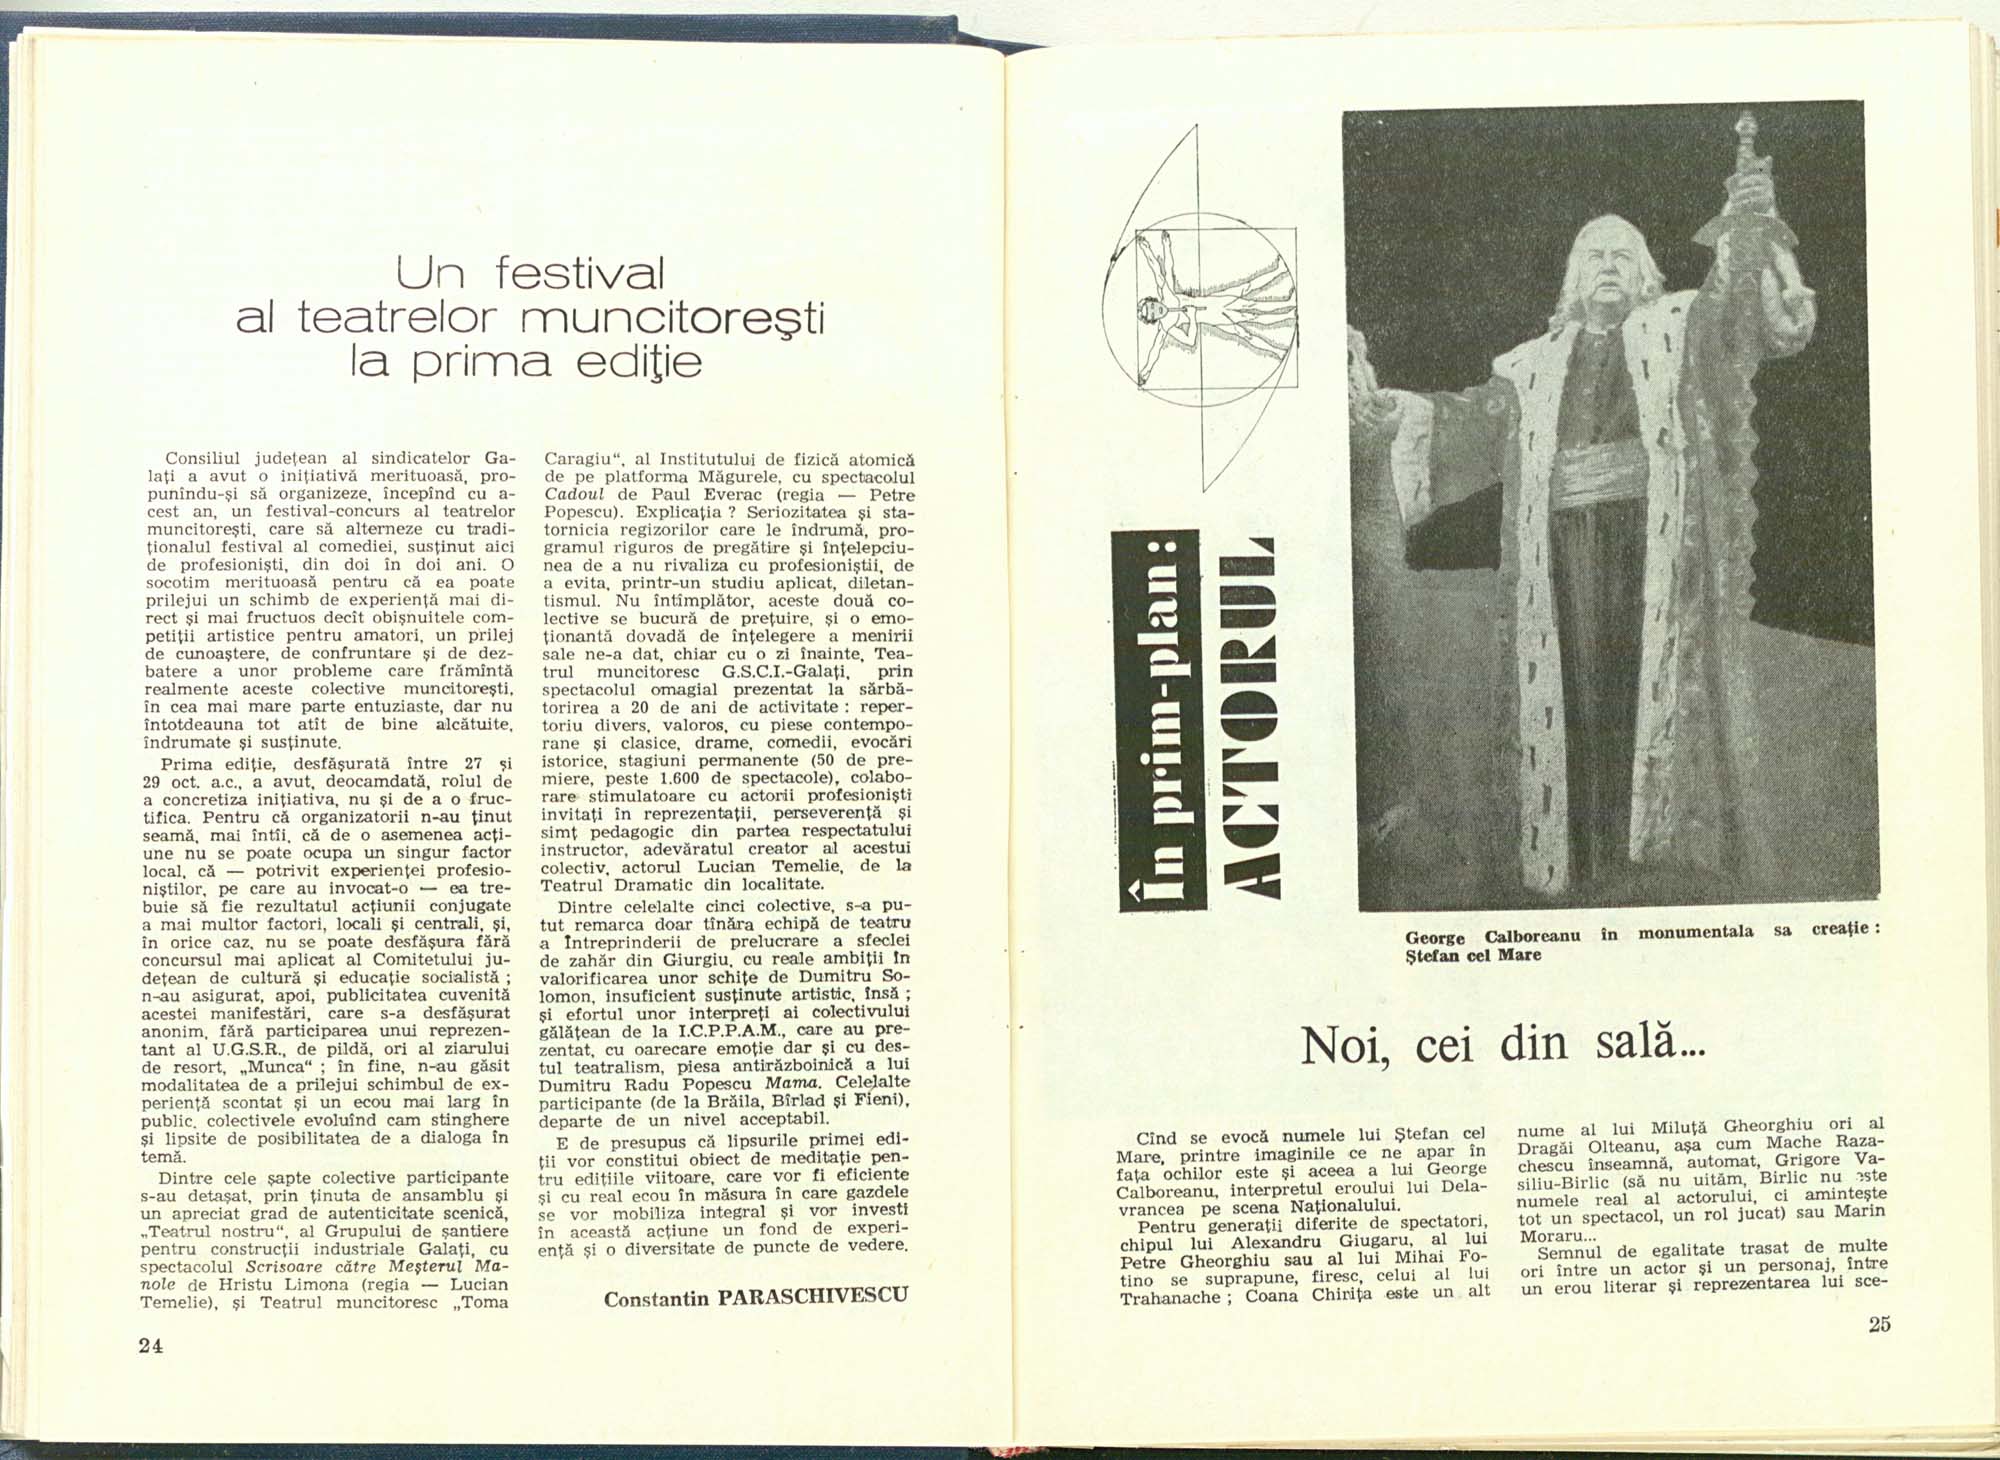 Un festival
al teatrelor muncitorești
la prima ediție
Consiliul județean al sindicatelor Ga-
lați a avut o inițiativă merituoasă, pro-
punîndu-și să organizeze, începînd cu a-
cest an, un festival-concurs al teatrelor
muncitorești, care să alterneze cu tradi-
ționalul festival al comediei, susținut aici
de profesioniști, din doi în doi ani. O
socotim merituoasă pentru că ea poate
prilejui un schimb de experiență mai di-
rect și mai fructuos decît obișnuitele com-
petiții artistice pentru amatori, un prilej
de cunoaștere, de confruntare și de dez-
batere a unor probleme care frămîntă
realmente aceste colective muncitorești,
în cea mai mare parte entuziaste, dar nu
întotdeauna tot atît de bine alcătuite,
îndrumate și susținute.
Prima ediție, desfășurată între 27 și
29 oct. a.c., a avut, deocamdată, rolul de
a concretiza inițiativa, nu și de a o fruc-
tifica. Pentru că organizatorii n-au ținut
seamă, mai întîi, că de o asemenea acți-
une nu se poate ocupa un singur factor
local, că — potrivit experienței profesio-
niștilor, pe care au invocat-o — ea tre-
buie să fie rezultatul acțiunii conjugate
a mai multor factori, locali și centrali, și,
în orice caz, nu se poate desfășura fără
concursul mai aplicat al Comitetului ju-
dețean de cultură și educație socialistă ;
n-au asigurat, apoi, publicitatea cuvenită
acestei manifestări, care s-a desfășurat
anonim, fără participarea unui reprezen-
tant al U.G.S.R., de pildă, ori al ziarului
de resort, „Munca“ ; în fine, n-au găsit
modalitatea de a prilejui schimbul de ex-
periență scontat și un ecou mai larg în
public, colectivele evoluînd cam stinghere
și lipsite de posibilitatea de a dialoga în
temă.
Dintre cele șapte colective participante
s-au detașat, prin ținuta de ansamblu și
un apreciat grad de autenticitate scenică,
„Teatrul nostru“, al Grupului de șantiere
pentru construcții industriale Galați, cu
spectacolul Scrisoare către Meșterul Ma-
nole de Hristu Limona (regia — Lucian
Temelie), și Teatrul muncitoresc „Toma
Caragiu“, al Institutului de fizică atomică
de pe platforma Măgurele, cu spectacolul
Cadoul de Paul Everac (regia — Petre
Popescu). Explicația ? Seriozitatea și sta-
tornicia regizorilor care le îndrumă, pro-
gramul riguros de pregătire și înțelepciu-
nea de a nu rivaliza cu profesioniștii, de
a evita, printr-un studiu aplicat, diletan-
tismul. Nu întîmplător, aceste două co-
lective se bucură de prețuire, și o emo-
ționantă dovadă de înțelegere a menirii
sale ne-a dat, chiar cu o zi înainte, Tea-
trul muncitoresc G.S.C.I.-Galați, prin
spectacolul omagial prezentat la sărbă-
torirea a 20 de ani de activitate : reper-
toriu divers, valoros, cu piese contempo-
rane și clasice, drame, comedii, evocări
istorice, stagiuni permanente (50 de pre-
miere, peste 1.600 de spectacole), colabo-
rare stimulatoare cu actorii profesioniști
invitați în reprezentații, perseverență și
simț pedagogic din partea respectatului
instructor, adevăratul creator al acestui
colectiv, actorul Lucian Temelie, de la
Teatrul Dramatic din localitate.
Dintre celelalte cinci colective, s-a pu-
tut remarca doar tînăra echipă de teatru
a Întreprinderii de prelucrare a sfeclei
de zahăr din Giurgiu, cu reale ambiții în
valorificarea unor schițe de Dumitru So-
lomon, insuficient susținute artistic, însă ;
și efortul unor interpreți ai colectivului
gălățean de la I.C.P.P.A.M., care au pre-
zentat, cu oarecare emoție dar și cu des-
tul teatralism, piesa antirăzboinică a lui
Dumitru Radu Popescu Mama. Celelalte
participante (de la Brăila, Bîrlad și Fieni),
departe de un nivel acceptabil.
E de presupus că lipsurile primei edi-
ții vor constitui obiect de meditație pen-
tru edițiile viitoare, care vor fi eficiente
și cu real ecou în măsura în care gazdele
se vor mobiliza integral și vor investi
în această acțiune un fond de experi-
ență și o diversitate de puncte de vedere.
Constantin PARASCHIVESCU
24
În prim-plan:
ACTORUL
George Calboreanu în monumentala sa creație :
Ștefan cel Mare
Noi, cei din sală...
Cînd se evocă numele lui Ștefan cel
Mare, printre imaginile ce ne apar în
fața ochilor este și aceea a lui George
Calboreanu, interpretul eroului lui Dela-
vrancea pe scena Naționalului.
Pentru generații diferite de spectatori,
chipul lui Alexandru Giugaru, al lui
Petre Gheorghiu sau al lui Mihai Fo-
tino se suprapune, firesc, celui al lui
Trahanache ; Coana Chirița este un alt
nume al lui Miluță Gheorghiu ori al
Dragăi Olteanu, așa cum Mache Raza-
chescu înseamnă, automat, Grigore Va-
siliu-Birlic (să nu uităm, Birlic nu este
numele real al actorului, ci amintește
tot un spectacol, un rol jucat) sau Marin
Moraru...
Semnul de egalitate trasat de multe
ori între un actor și un personaj, între
un erou literar și reprezentarea lui sce-
25